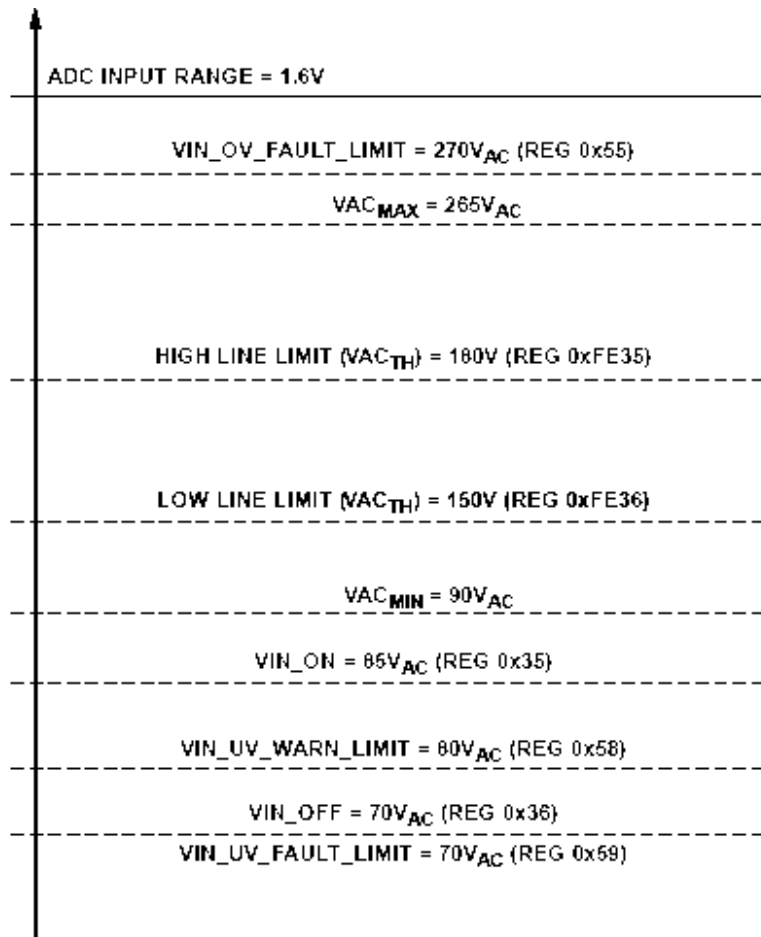 ADC INPUT RANGE = 1.6V
VIN_OV_FAULT_LIMIT = 270VAC (REG 0x55)
VACMAX = 265VAC
HIGH LINE LIMIT (VACTH) = 160V (REG 0xFE35)
LOW LINE LIMIT (VACTH) = 150V (REG 0xFE36)
VACMIN = 90VAC
VIN_ON = 85VAC (REG 0x35)
VIN_UV_WARN_LIMIT = 80VAC (REG 0x58)
VIN_OFF = 70VAC (REG 0x36)
VIN_UV_FAULT_LIMIT = 70VAC (REG 0x59)